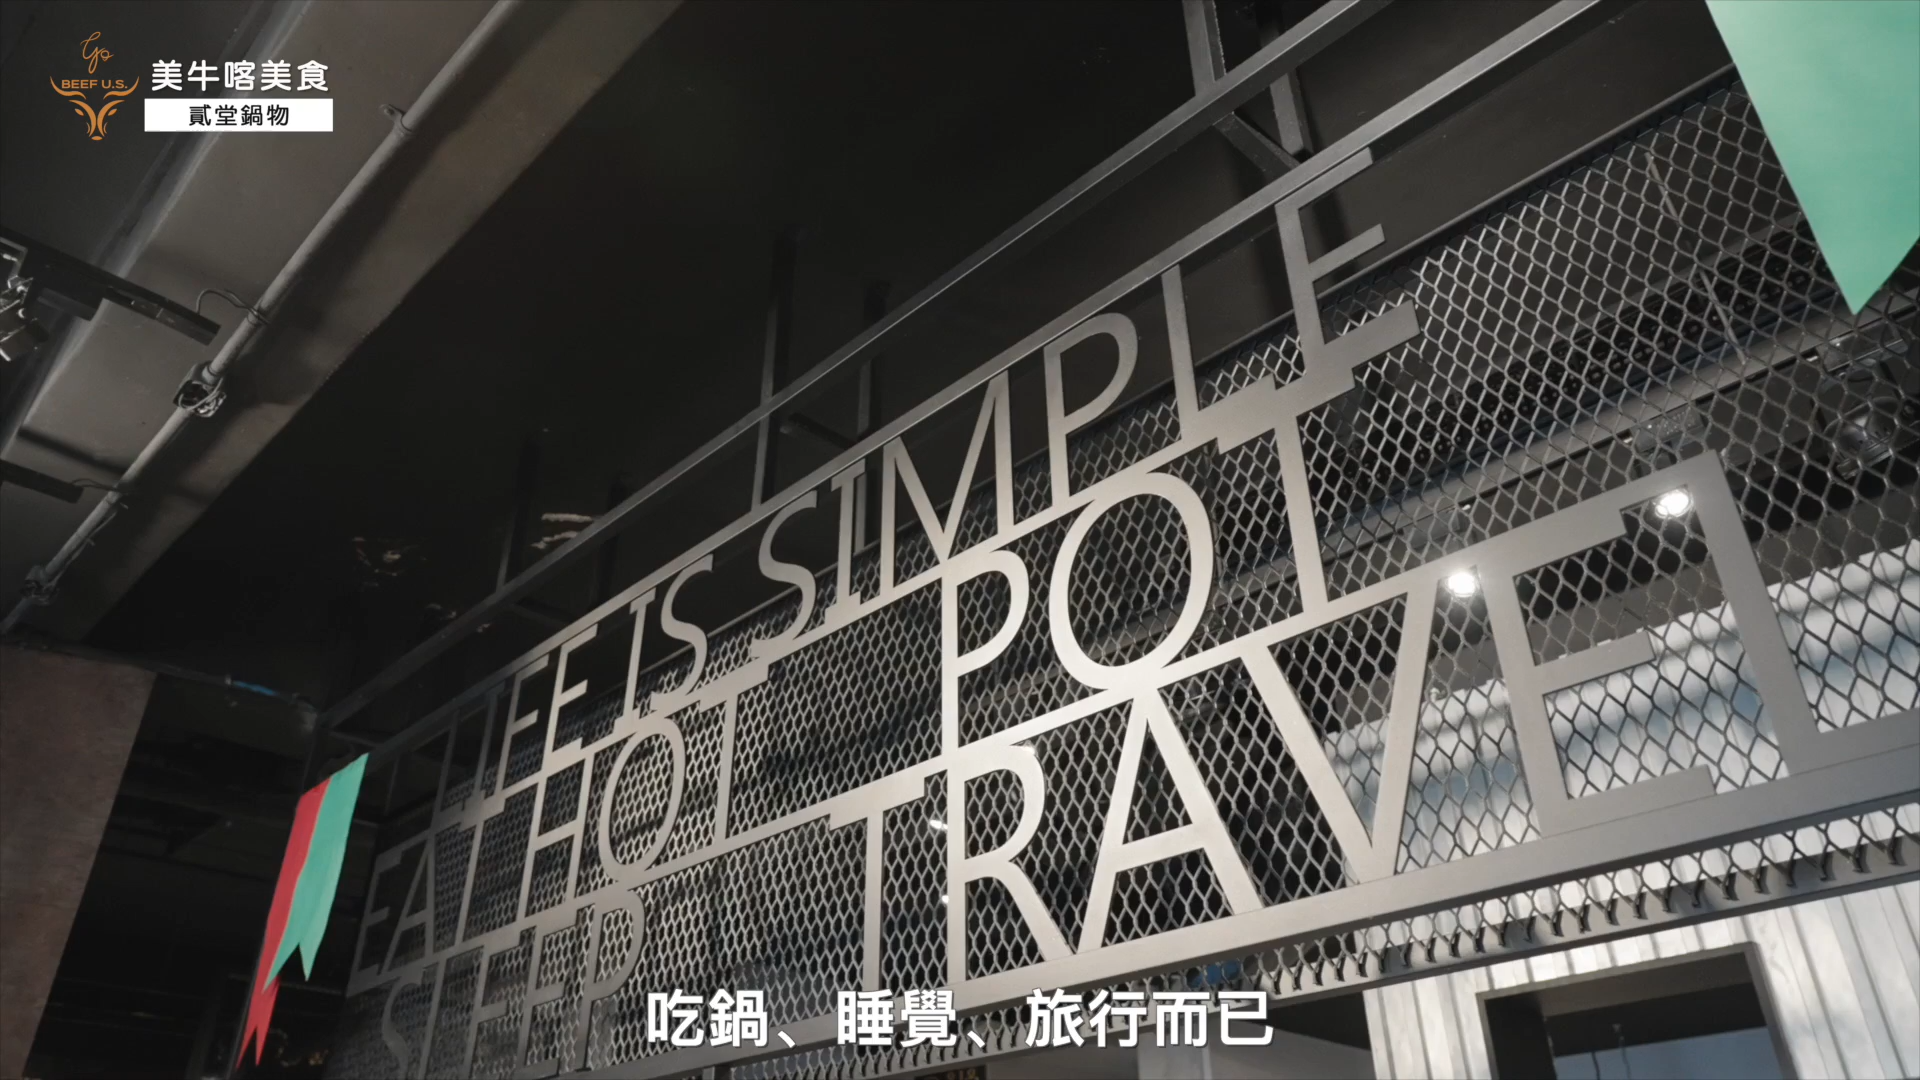 Go
BEEF U.S.
美牛喀美食
貳堂鍋物
LIFE IS SIMPLE
EAT HOT POT
SLEEP TRAVEL
吃鍋、睡覺、旅行而已